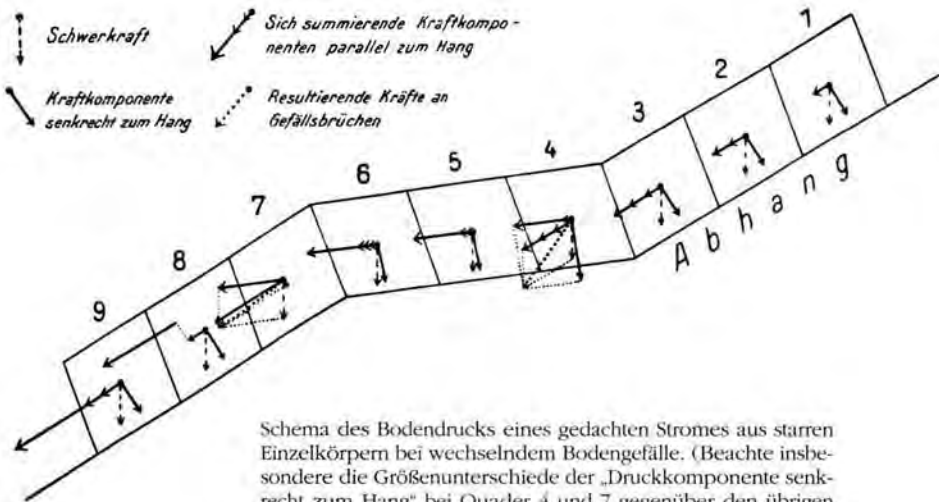 Schwerkraft
Sich summierende Kraftkompo-
nenten parallel zum Hang
Kraftkomponente
senkrecht zum Hang
Resultierende Kräfte an
Gefällsbrüchen
1
2
3
4
5
6
7
8
9
Abhang
Schema des Bodendrucks eines gedachten Stromes aus starren
Einzelkörpern bei wechselndem Bodengefälle. (Beachte insbe-
sondere die Größenunterschiede der „Druckkomponente senk-
recht zum Hang“ bei Quader 4 und 7 gegenüber den übrigen